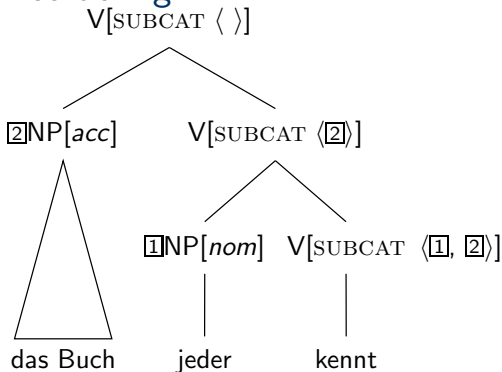 V[SUBCAT ⟨ ⟩]
2NP[acc] V[SUBCAT ⟨2⟩]
1NP[nom] V[SUBCAT ⟨1, 2⟩]
das Buch jeder kennt